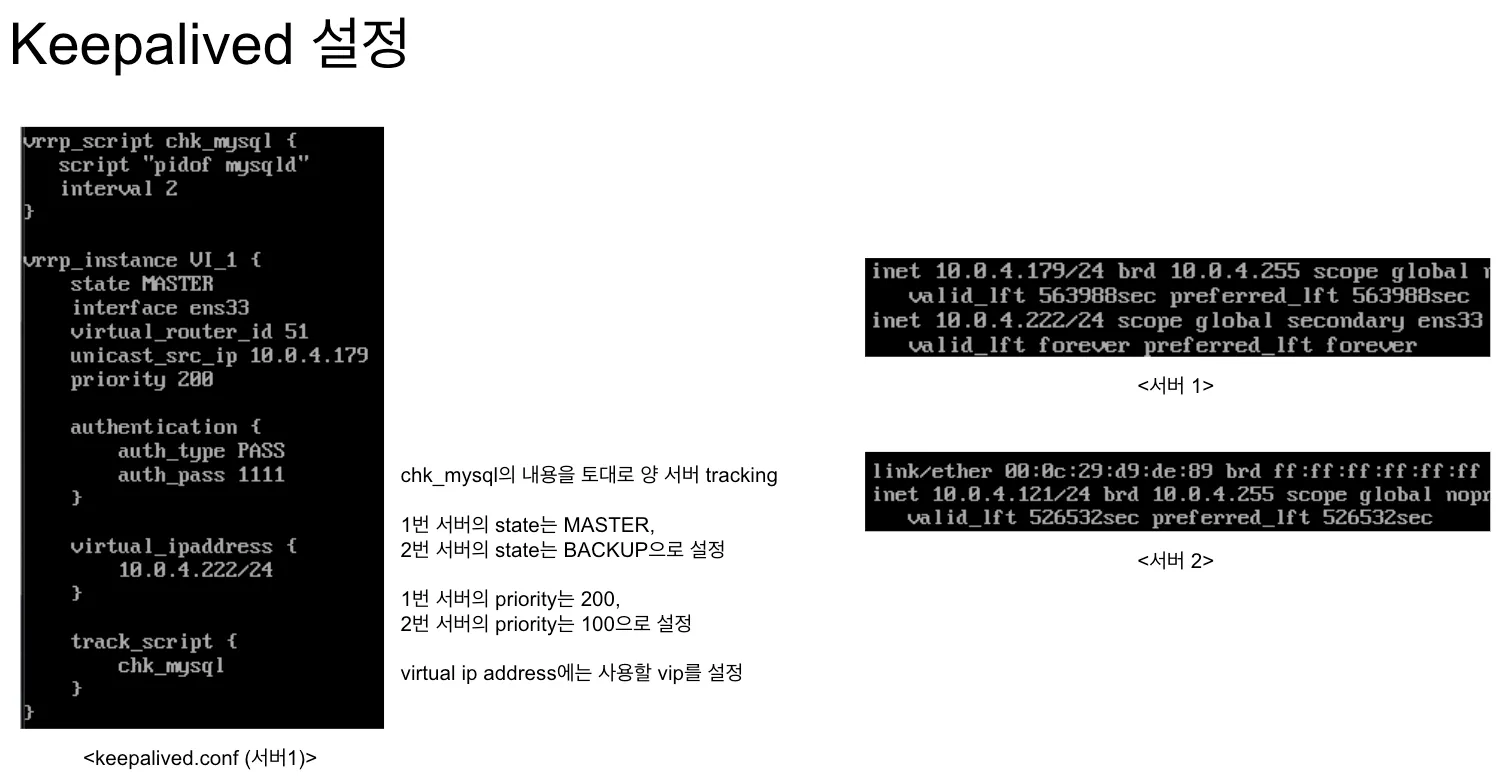 Keepalived 설정
vrrp_script chk_mysql {
script "pidof mysqld"
interval 2
}
vrrp_instance VI_1 {
state MASTER
interface ens33
virtual_router_id 51
unicast_src_ip 10.0.4.179
priority 200
authentication {
auth_type PASS
auth_pass 1111
}
virtual_ipaddress {
10.0.4.222/24
}
track_script {
chk_mysql
}
}
<keepalived.conf (서버1)>
chk_mysql의 내용을 토대로 양 서버 tracking
1번 서버의 state는 MASTER,
2번 서버의 state는 BACKUP으로 설정
1번 서버의 priority는 200,
2번 서버의 priority는 100으로 설정
virtual ip address에는 사용할 vip를 설정
inet 10.0.4.179/24 brd 10.0.4.255 scope global
valid_lft 563988sec preferred_lft 563988sec
inet 10.0.4.222/24 scope global secondary ens33
valid_lft forever preferred_lft forever
<서버 1>
link/ether 00:0c:29:d9:de:89 brd ff:ff:ff:ff:ff:ff
inet 10.0.4.121/24 brd 10.0.4.255 scope global nopr
valid_lft 526532sec preferred_lft 526532sec
<서버 2>